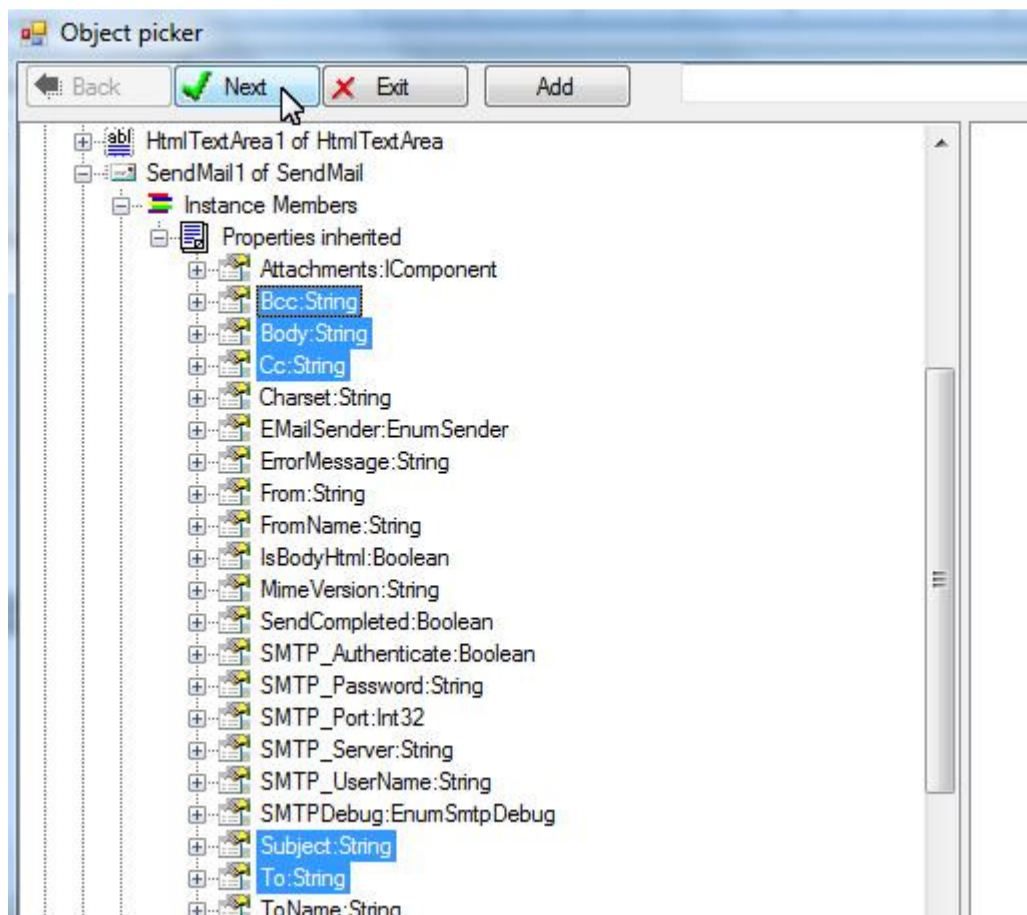 Object picker
Back Next Exit Add
HtmlTextArea1 of HtmlTextArea
SendMail1 of SendMail
Instance Members
Properties inherited
Attachments:IComponent
Bcc:String
Body:String
Cc:String
Charset:String
EMailSender:EnumSender
ErrorMessage:String
From:String
FromName:String
IsBodyHtml:Boolean
MimeVersion:String
SendCompleted:Boolean
SMTP_Authenticate:Boolean
SMTP_Password:String
SMTP_Port:Int32
SMTP_Server:String
SMTP_UserName:String
SMTPDebug:EnumSmtpDebug
Subject:String
To:String
ToName:String